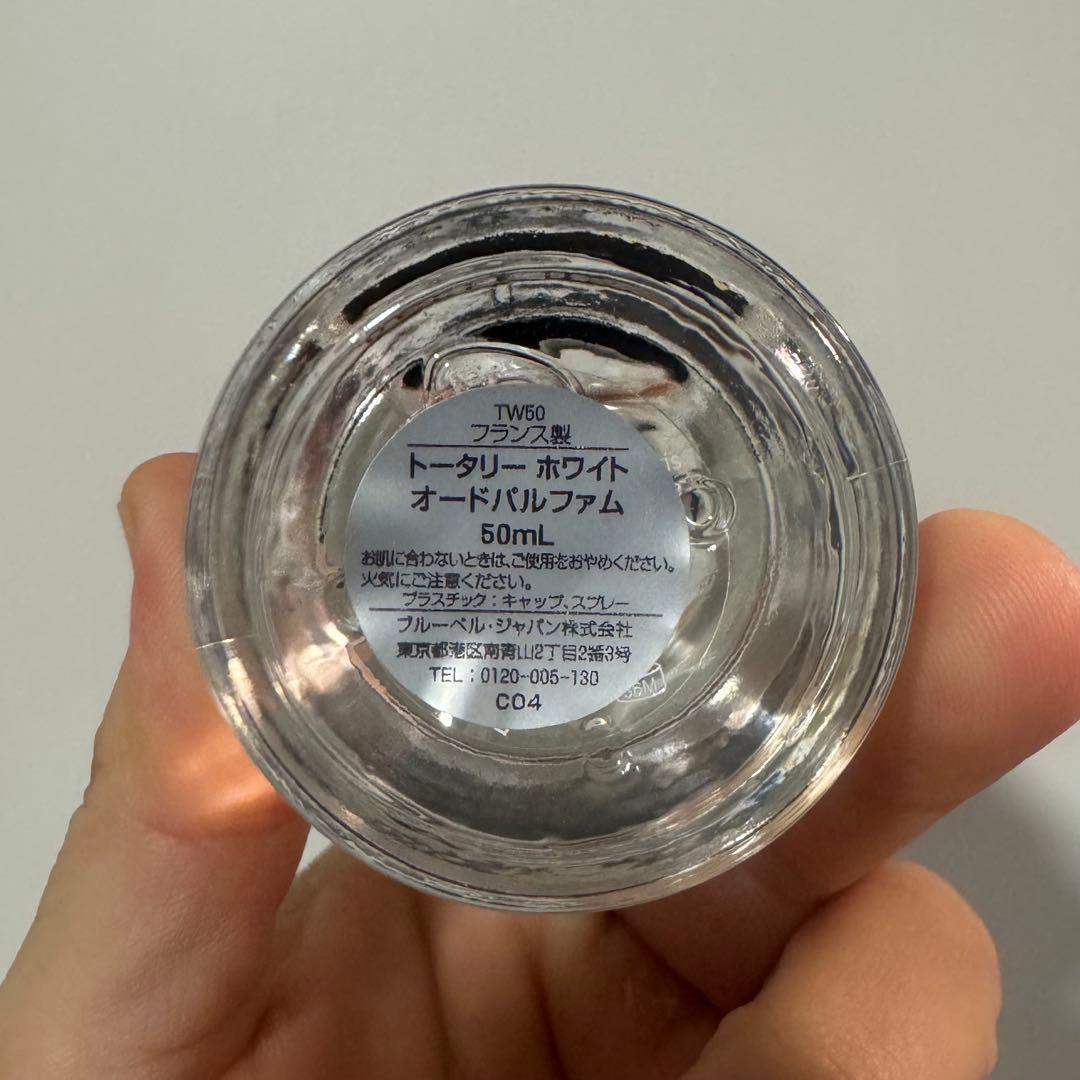 TW50
フランス製
トータリー ホワイト
オードパルファム
50mL
お肌に合わないときは、ご使用をおやめください。
火気にご注意ください。
プラスチック：キャップ、スプレー
ブルーベル・ジャパン株式会社
東京都港区南青山2丁目2番3号
TEL：0120-005-130
C04